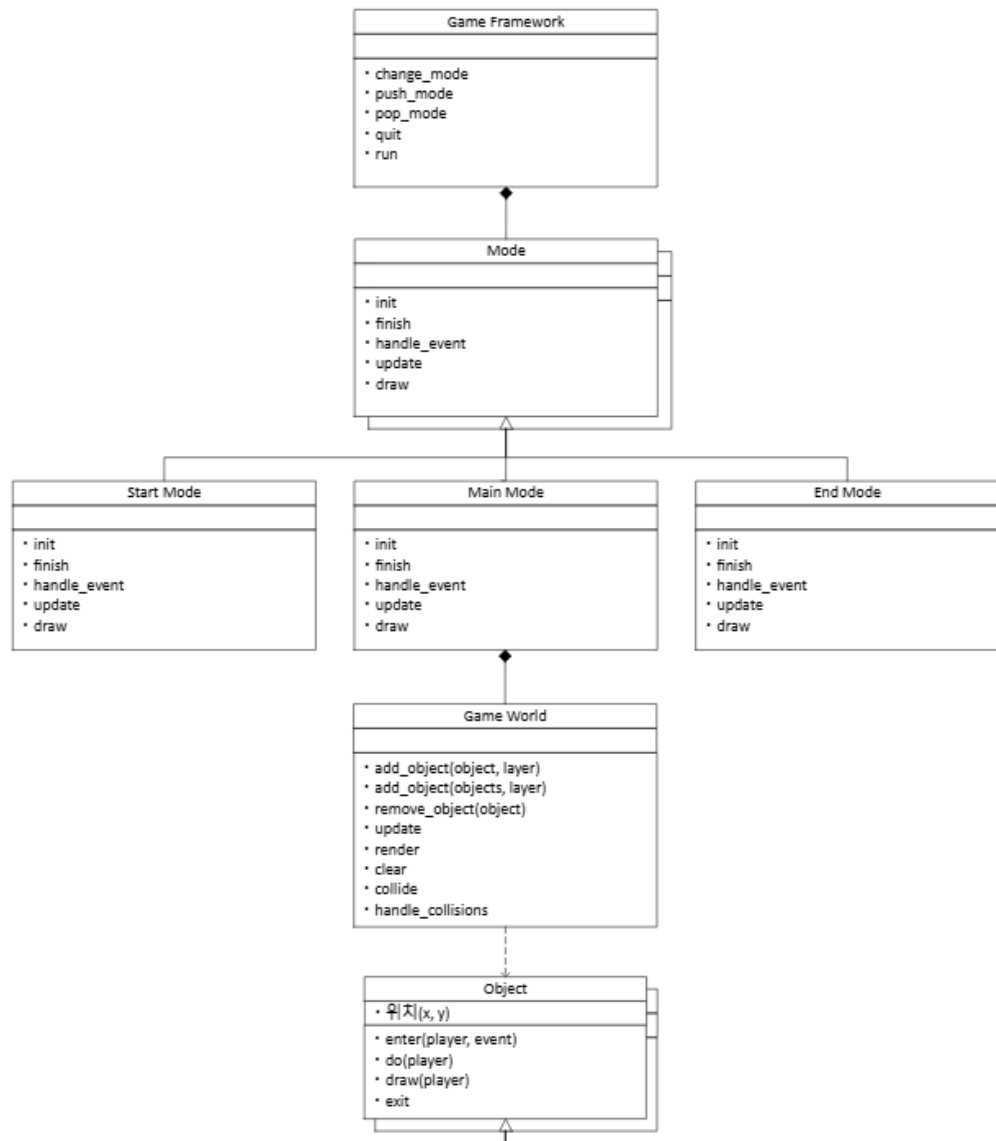 Game Framework
· change_mode
· push_mode
· pop_mode
· quit
· run
Mode
· init
· finish
· handle_event
· update
· draw
Start Mode
· init
· finish
· handle_event
· update
· draw
Main Mode
· init
· finish
· handle_event
· update
· draw
End Mode
· init
· finish
· handle_event
· update
· draw
Game World
· add_object(object, layer)
· add_object(objects, layer)
· remove_object(object)
· update
· render
· clear
· collide
· handle_collisions
Object
· 위치(x, y)
· enter(player, event)
· do(player)
· draw(player)
· exit